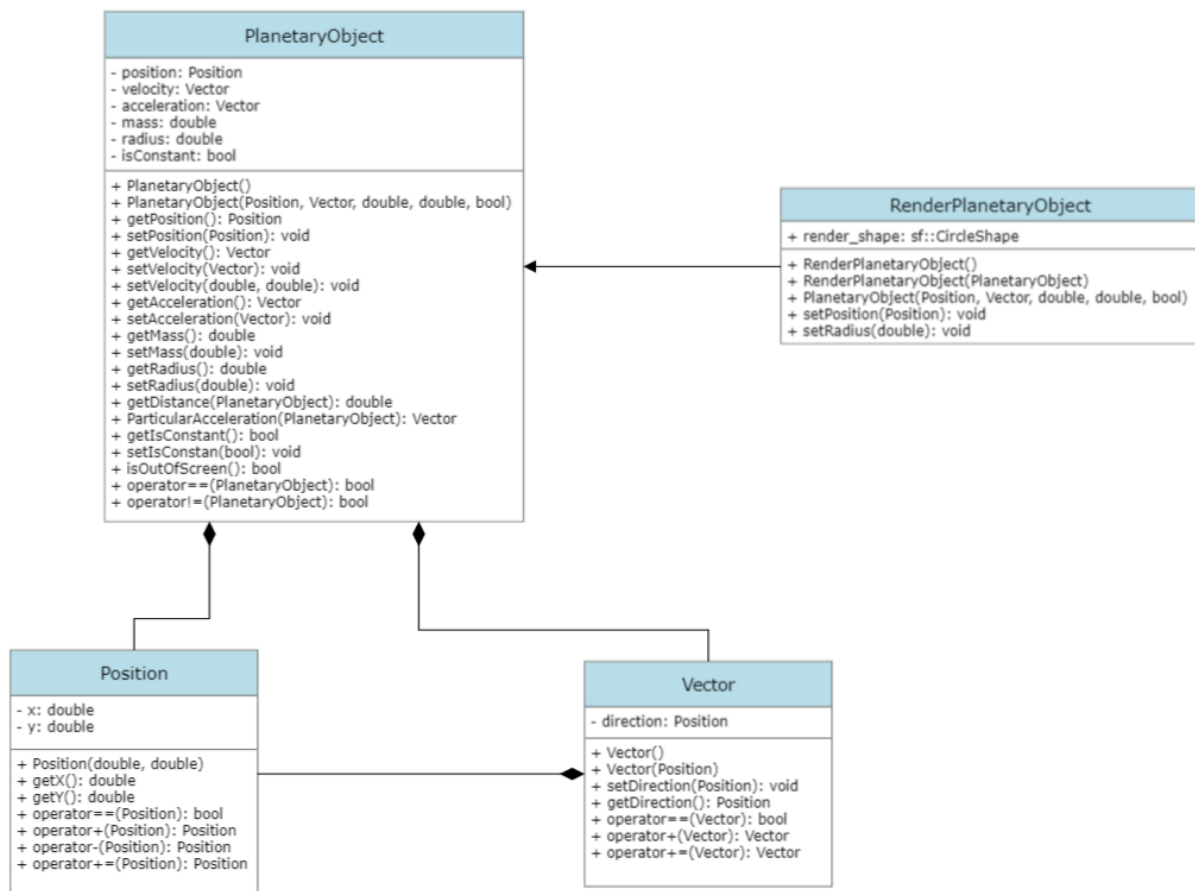 PlanetaryObject
- position: Position
- velocity: Vector
- acceleration: Vector
- mass: double
- radius: double
- isConstant: bool
+ PlanetaryObject()
+ PlanetaryObject(Position, Vector, double, double, bool)
+ getPosition(): Position
+ setPosition(Position): void
+ getVelocity(): Vector
+ setVelocity(Vector): void
+ setVelocity(double, double): void
+ getAcceleration(): Vector
+ setAcceleration(Vector): void
+ getMass(): double
+ setMass(double): void
+ getRadius(): double
+ setRadius(double): void
+ getDistance(PlanetaryObject): double
+ ParticularAcceleration(PlanetaryObject): Vector
+ getIsConstant(): bool
+ setIsConstan(bool): void
+ isOutOfScreen(): bool
+ operator==(PlanetaryObject): bool
+ operator!=(PlanetaryObject): bool
RenderPlanetaryObject
+ render_shape: sf::CircleShape
+ RenderPlanetaryObject()
+ RenderPlanetaryObject(PlanetaryObject)
+ PlanetaryObject(Position, Vector, double, double, bool)
+ setPosition(Position): void
+ setRadius(double): void
Position
- x: double
- y: double
+ Position(double, double)
+ getX(): double
+ getY(): double
+ operator==(Position): bool
+ operator+(Position): Position
+ operator-(Position): Position
+ operator+=(Position): Position
Vector
- direction: Position
+ Vector()
+ Vector(Position)
+ setDirection(Position): void
+ getDirection(): Position
+ operator==(Vector): bool
+ operator+(Vector): Vector
+ operator+=(Vector): Vector